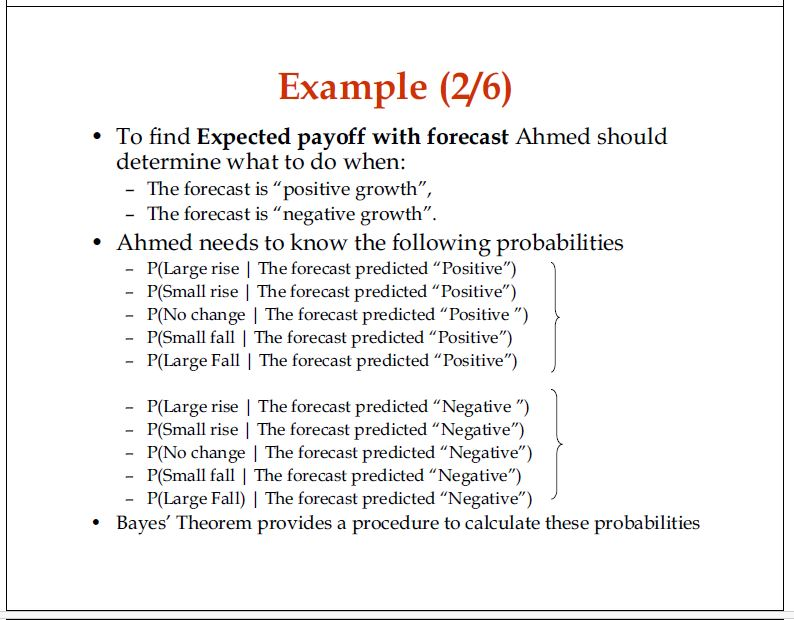 Example (2/6)
• To find Expected payoff with forecast Ahmed should
determine what to do when:
– The forecast is “positive growth”,
– The forecast is “negative growth”.
• Ahmed needs to know the following probabilities
– P(Large rise | The forecast predicted “Positive”)
– P(Small rise | The forecast predicted “Positive”)
– P(No change | The forecast predicted “Positive ”)
– P(Small fall | The forecast predicted “Positive”)
– P(Large Fall | The forecast predicted “Positive”)
– P(Large rise | The forecast predicted “Negative ”)
– P(Small rise | The forecast predicted “Negative”)
– P(No change | The forecast predicted “Negative”)
– P(Small fall | The forecast predicted “Negative”)
– P(Large Fall) | The forecast predicted “Negative”)
• Bayes’ Theorem provides a procedure to calculate these probabilities